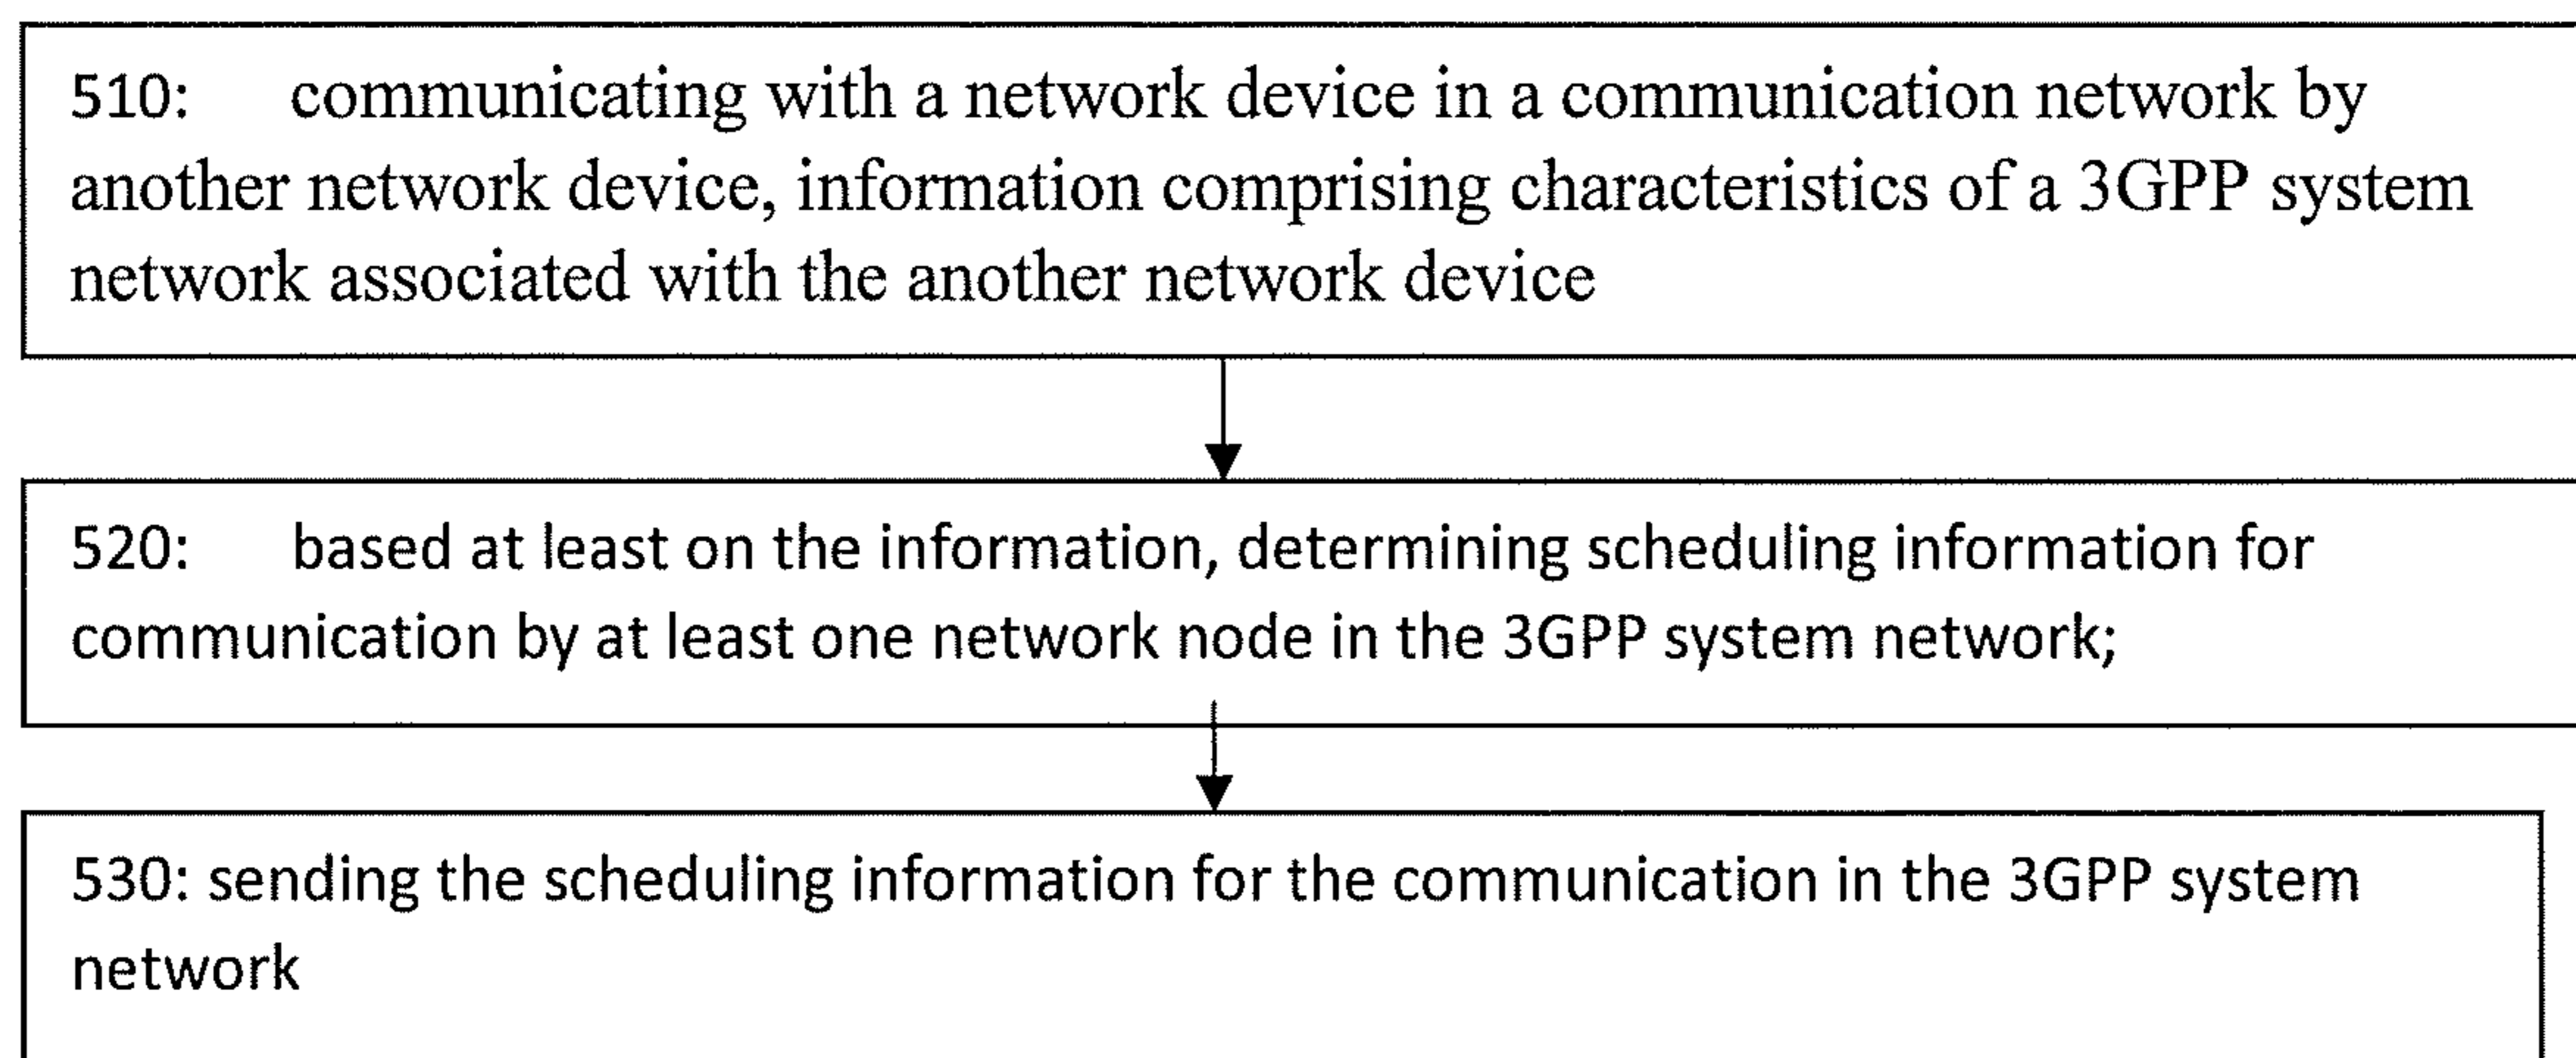 510: communicating with a network device in a communication network by
another network device, information comprising characteristics of a 3GPP system
network associated with the another network device
520: based at least on the information, determining scheduling information for
communication by at least one network node in the 3GPP system network;
530: sending the scheduling information for the communication in the 3GPP system
network